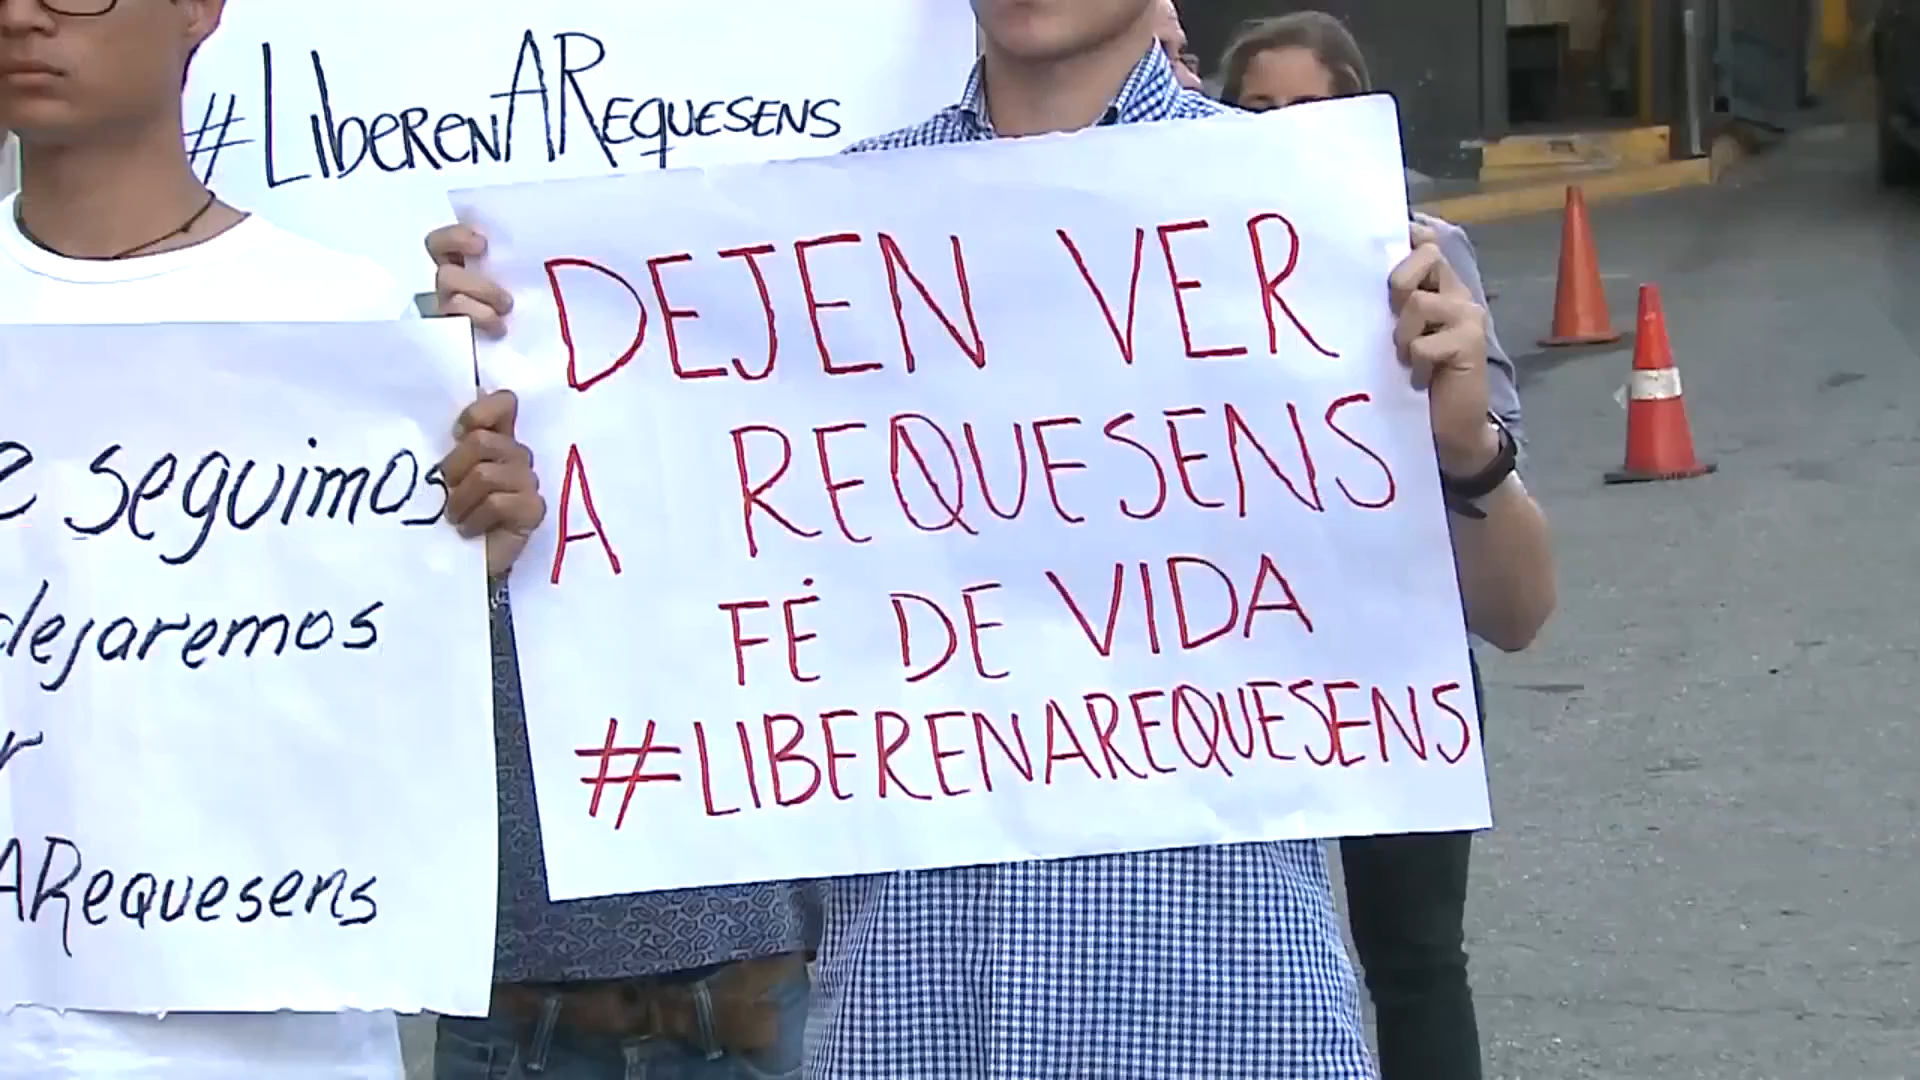 #LiberenARequesens
DEJEN VER
A REQUESENS
FÉ DE VIDA
#LIBERENAREQUESENS
seguimos
dejaremos
ARequesens